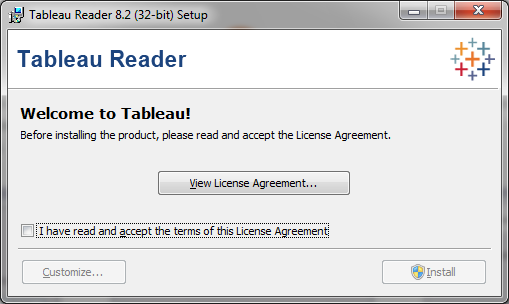 Tableau Reader 8.2 (32-bit) Setup
Tableau Reader
Welcome to Tableau!
Before installing the product, please read and accept the License Agreement.
View License Agreement...
I have read and accept the terms of this License Agreement
Customize... Install